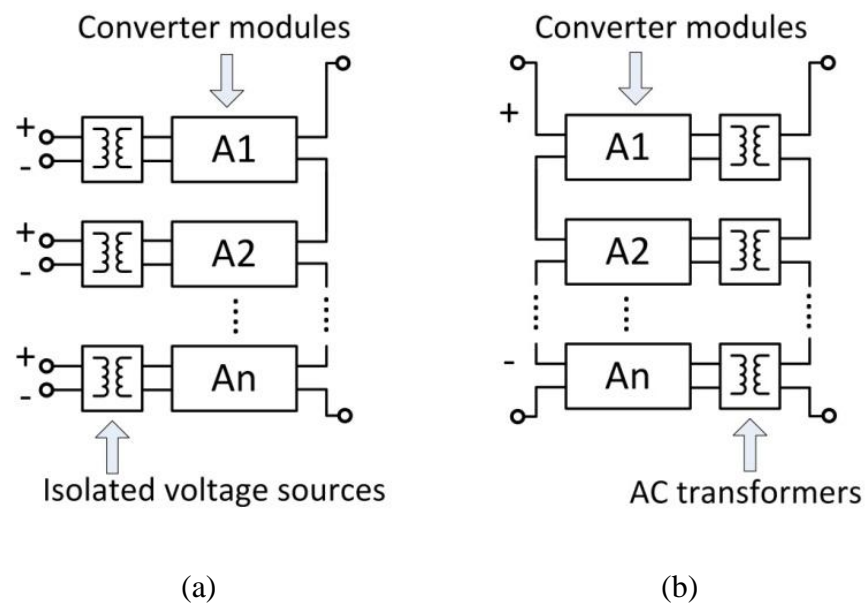 Converter modules
+
-
A1
+
-
A2
+
-
An
Isolated voltage sources
(a)
Converter modules
+
A1
A2
-
An
AC transformers
(b)